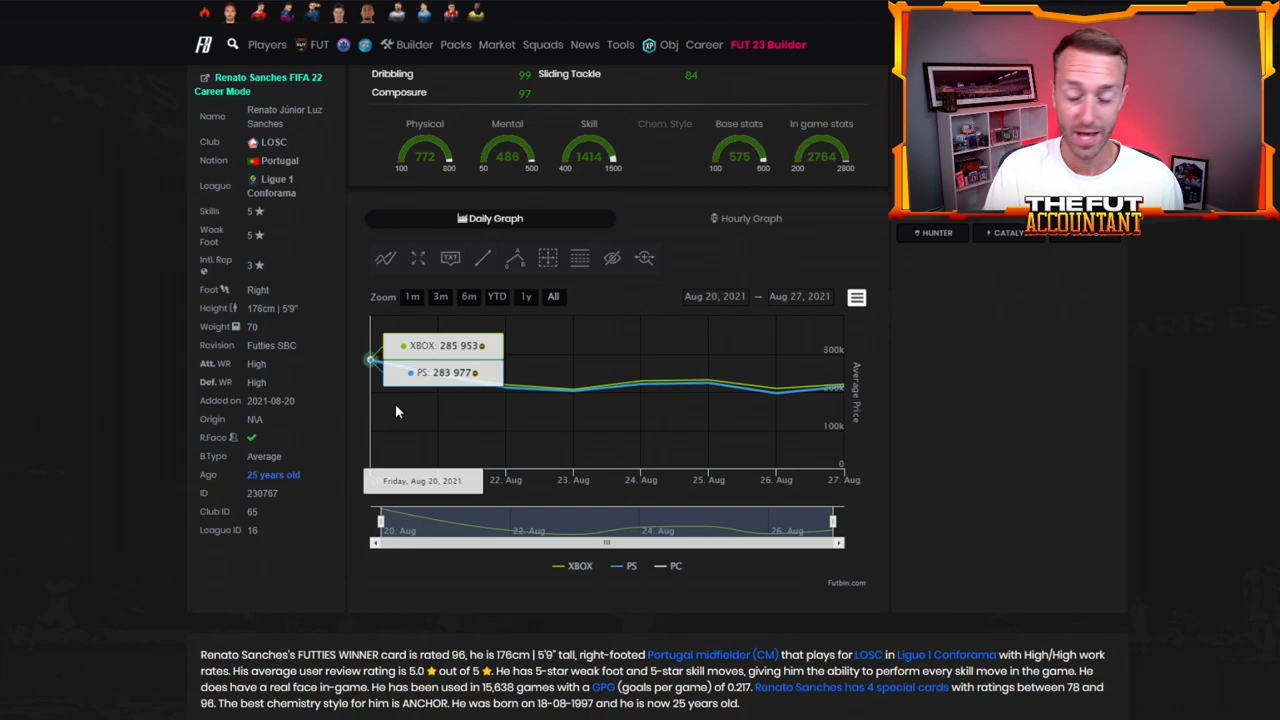 F8 Players FUT Builder Packs Market Squads News Tools XP Obj Career FUT 23 Builder
Renato Sanches FIFA 22
Career Mode
Name Renato Júnior Luz
Sanches
Club LOSC
Nation Portugal
League Ligue 1
Conforama
Skills 5 ★
Weak
Foot 5 ★
Intl. Rep 3 ★
Foot Right
Height 176cm | 5'9"
Weight 70
Revision Futties SBC
Att. WR High
Def. WR High
Added on 2021-08-20
Origin N\A
R.Face
B.Type Average
Age 25 years old
ID 230767
Club ID 65
League ID 16
Dribbling 99 Sliding Tackle 84
Composure 97
Physical Mental Skill Chem. Style Base stats In game stats
772 486 1414 575 2764
100 800 50 500 400 1500 100 600 200 2800
Daily Graph Hourly Graph
TXT
Zoom 1m 3m 6m YTD 1y All Aug 20, 2021 → Aug 27, 2021
XBOX: 285 953
PS: 283 977
300k
200k
100k
0
Average Price
Friday, Aug 20, 2021
22. Aug 23. Aug 24. Aug 25. Aug 26. Aug 27. Aug
20. Aug 22. Aug 24. Aug 26. Aug
XBOX PS PC
Futbin.com
THE FUT
ACCOUNTANT
HUNTER
Renato Sanches's FUTTIES WINNER card is rated 96, he is 176cm | 5'9" tall, right-footed Portugal midfielder (CM) that plays for LOSC in Ligue 1 Conforama with High/High work
rates. His average user review rating is 5.0 ★ out of 5 ★. He has 5-star weak foot and 5-star skill moves, giving him the ability to perform every skill move in the game. He
does have a real face in-game. He has been used in 15,638 games with a GPG (goals per game) of 0.217. Renato Sanches has 4 special cards with ratings between 78 and
96. The best chemistry style for him is ANCHOR. He was born on 18-08-1997 and he is now 25 years old.